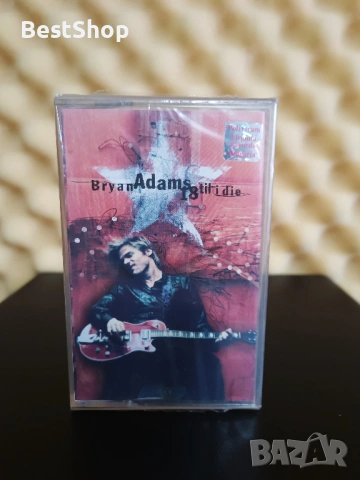 BestShop
Bryan Adams
18 til i die
BAZAR